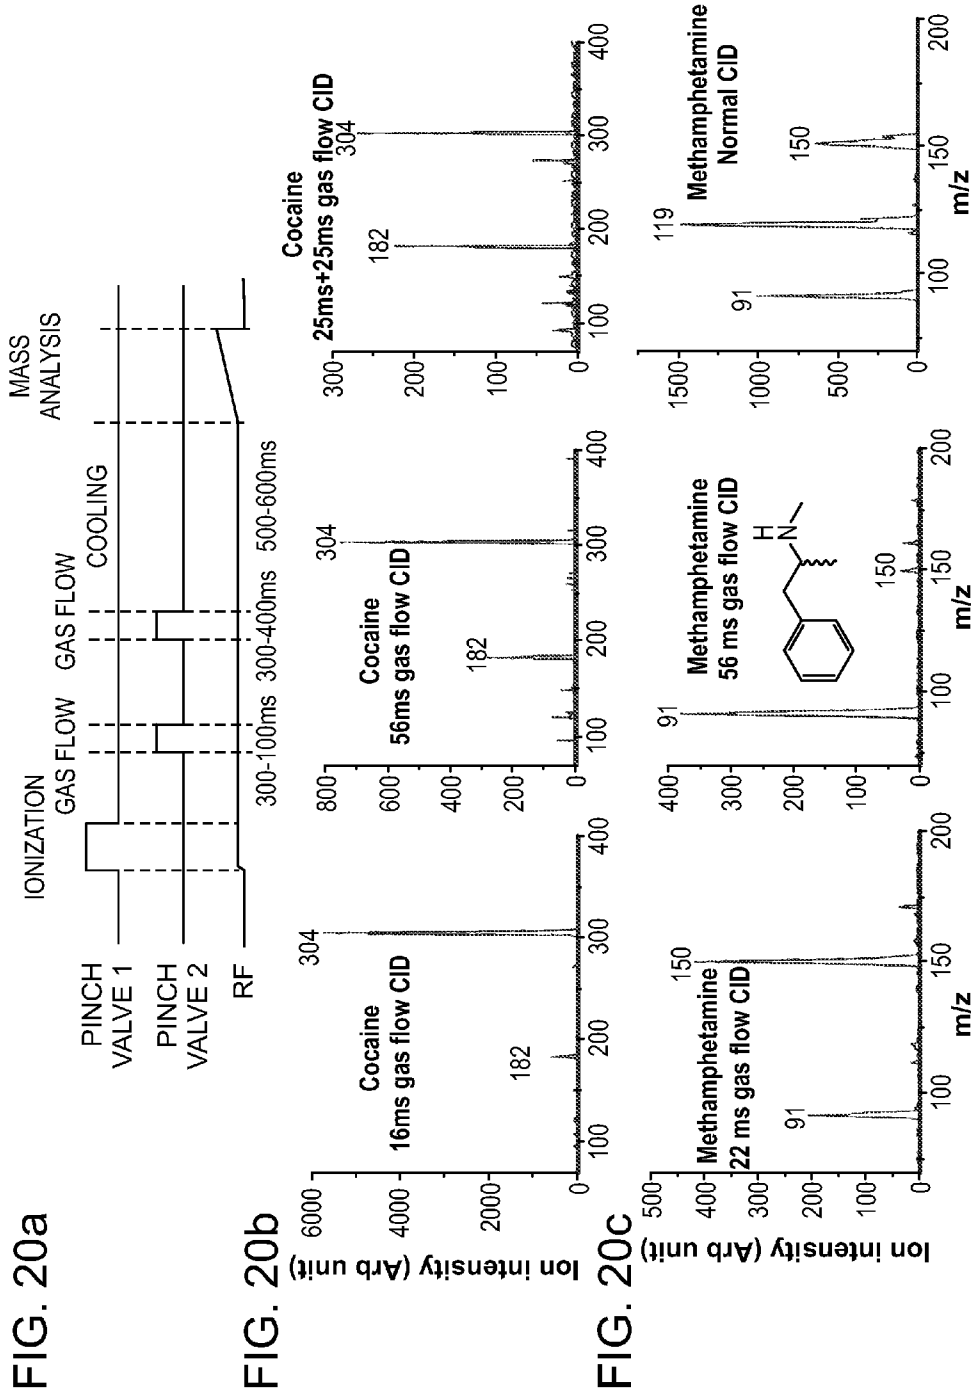 FIG. 20a
IONIZATION
GAS FLOW
GAS FLOW
COOLING
MASS
ANALYSIS
PINCH
VALVE 1
PINCH
VALVE 2
RF
300-100ms
300-400ms
500-600ms
FIG. 20b
Ion intensity (Arb unit)
6000
4000
2000
0
100
200
300
400
182
304
Cocaine
16ms gas flow CID
800
600
400
200
0
100
200
300
400
182
304
Cocaine
56ms gas flow CID
300
200
100
0
100
200
300
400
182
304
Cocaine
25ms+25ms gas flow CID
FIG. 20c
Ion intensity (Arb unit)
500
400
300
200
100
0
100
150
200
m/z
91
150
Methamphetamine
22 ms gas flow CID
400
300
200
100
0
100
150
200
m/z
91
150
Methamphetamine
56 ms gas flow CID
H
N
1500
1000
500
0
100
150
200
m/z
91
119
150
Methamphetamine
Normal CID